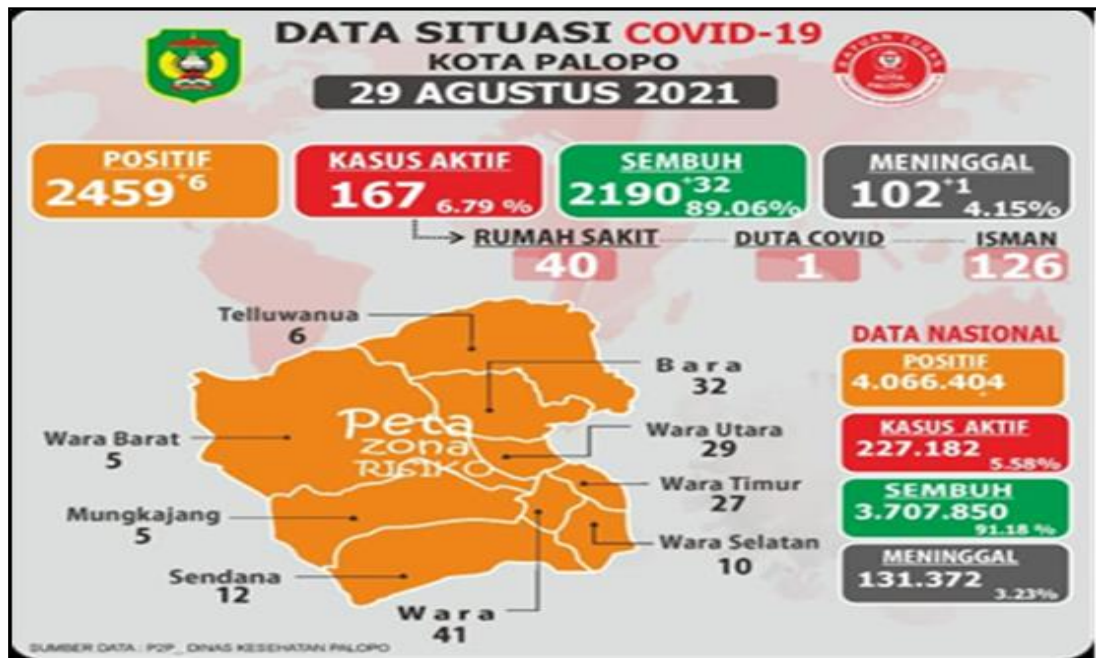 DATA SITUASI COVID-19
KOTA PALOPO
29 AGUSTUS 2021
SATUAN TUGAS
KOTA
PALOPO
POSITIF
2459 +6
KASUS AKTIF
167 6.79 %
SEMBUH
2190 +32
89.06%
MENINGGAL
102 +1
4.15%
RUMAH SAKIT
40
DUTA COVID
1
ISMAN
126
Telluwanua
6
Bara
32
Wara Barat
5
Peta
zona
RISIKO
Wara Utara
29
Wara Timur
27
Mungkajang
5
Wara Selatan
10
Sendana
12
Wara
41
DATA NASIONAL
POSITIF
4.066.404
KASUS AKTIF
227.182
5.58%
SEMBUH
3.707.850
91.18 %
MENINGGAL
131.372
3.23%
SUMBER DATA : P2P_ DINAS KESEHATAN PALOPO